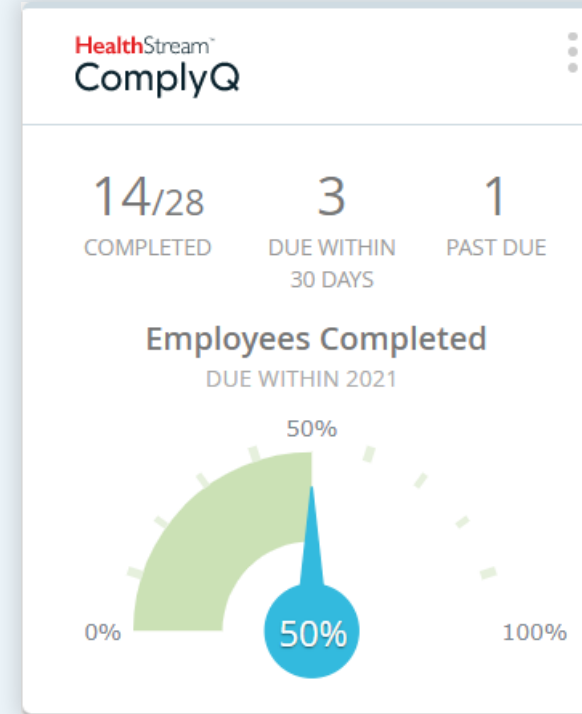 HealthStream™
ComplyQ
14/28 3 1
COMPLETED DUE WITHIN PAST DUE
30 DAYS
Employees Completed
DUE WITHIN 2021
50%
0% 50% 100%